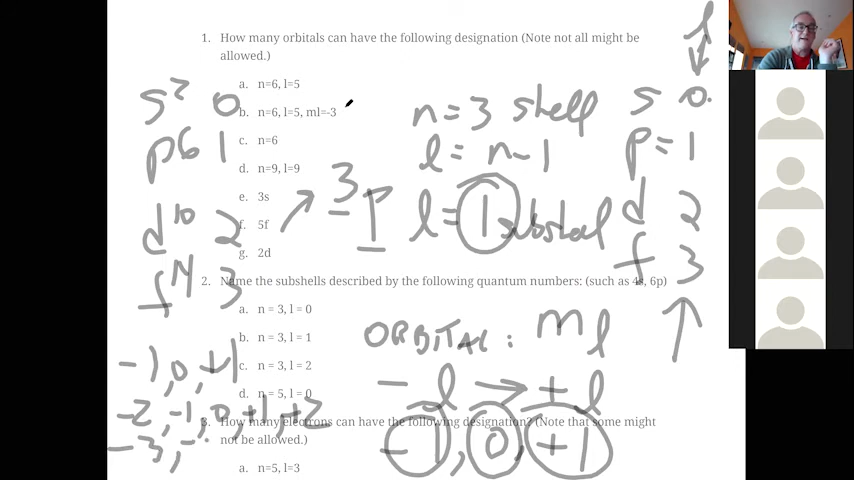 1. How many orbitals can have the following designation (Note not all might be
allowed.)
a. n=6, l=5
b. n=6, l=5, ml=-3
c. n=6
d. n=9, l=9
e. 3s
f. 5f
g. 2d
2. Name the subshells described by the following quantum numbers: (such as 4s, 6p)
a. n = 3, l = 0
b. n = 3, l = 1
c. n = 3, l = 2
d. n = 5, l = 0
3. How many electrons can have the following designation? (Note that some might
not be allowed.)
a. n=5, l=3
s² 0
p6 1
d¹⁰ 2
f¹⁴ 3
-1, 0, +1
-2, -1, 0, +1, +2
-3, -
3 p
n=3 shell
l = n-1
l = 1 subshell
ORBITAL: ml
-l → +l
-1, 0, +1
l
s 0
p = 1
d 2
f 3